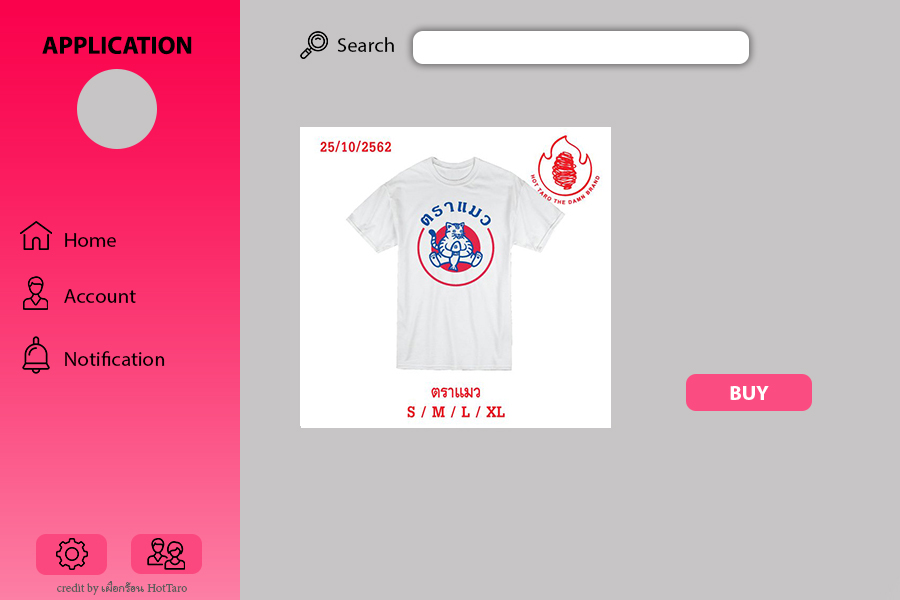 APPLICATION
Search
25/10/2562
HOT TARO THE DAMN BRAND
ตราแมว
Home
Account
Notification
ตราแมว
S / M / L / XL
BUY
credit by เผือกร้อน HotTaro